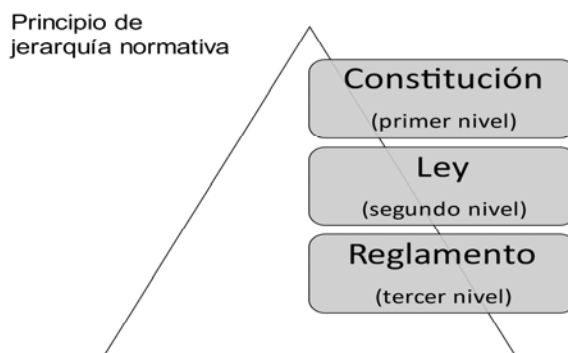 Principio de
jerarquía normativa
Constitución
(primer nivel)
Ley
(segundo nivel)
Reglamento
(tercer nivel)